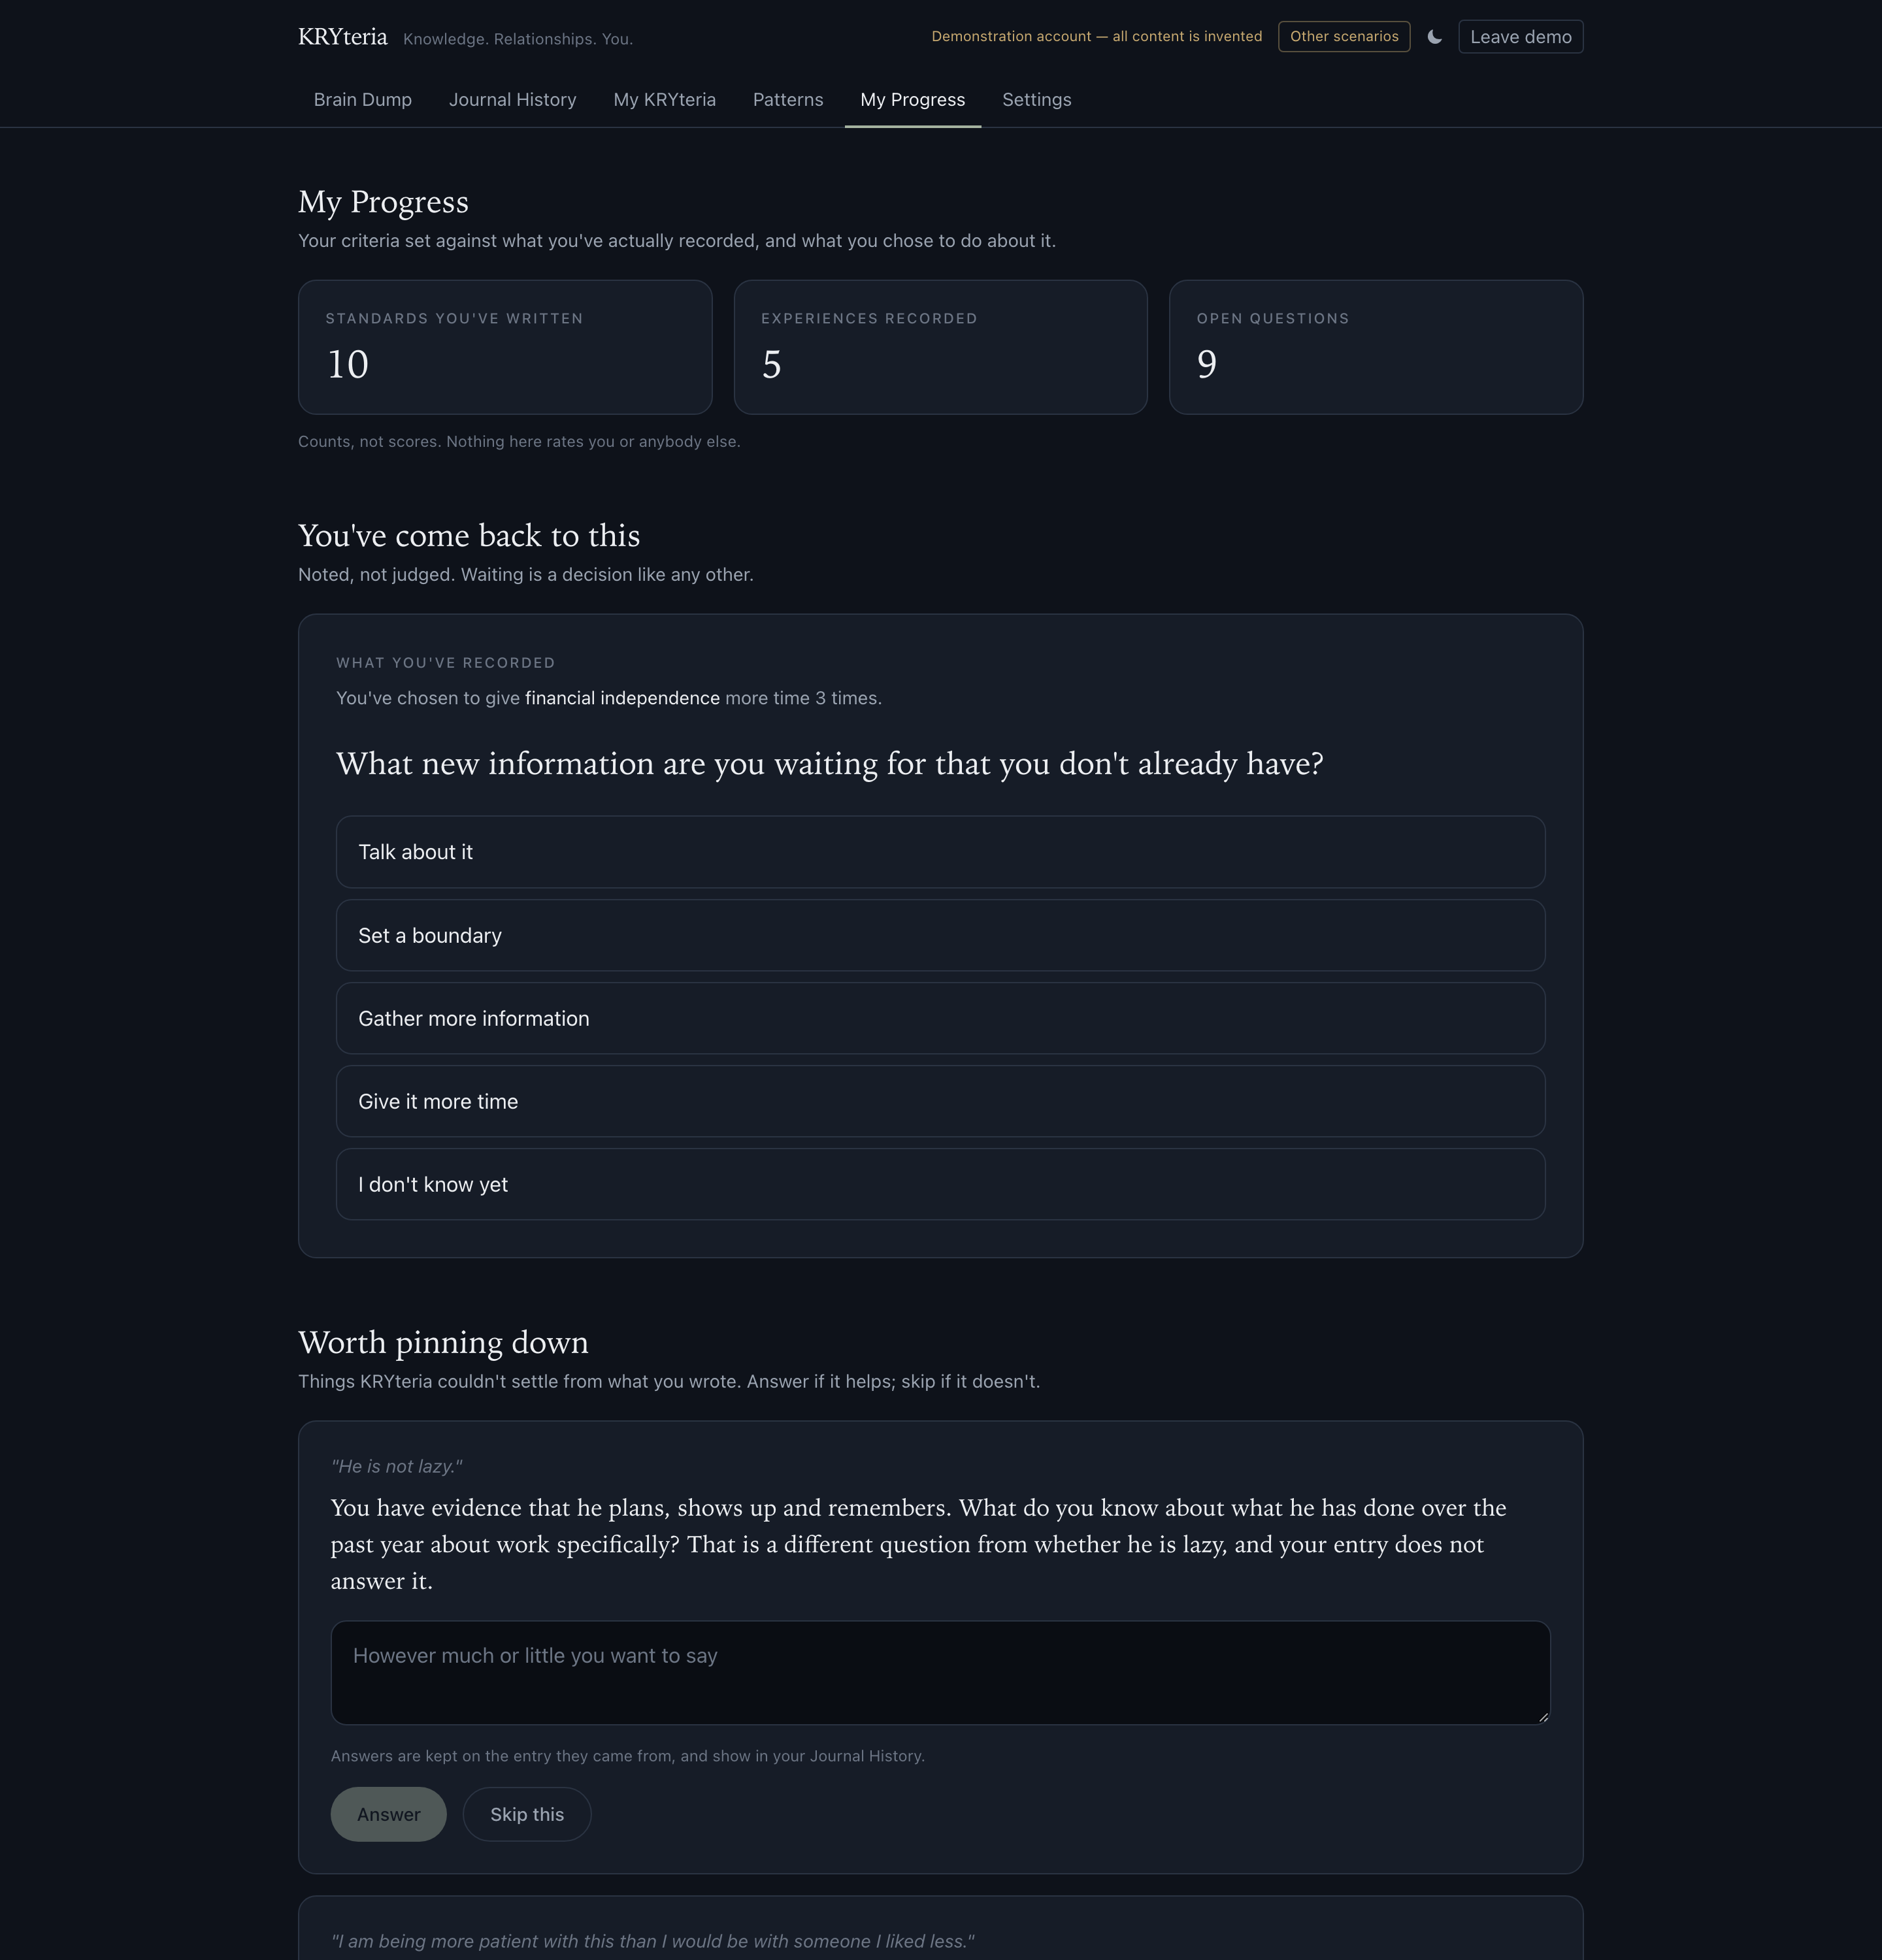 KRYteria Knowledge. Relationships. You.
Demonstration account — all content is invented
Other scenarios
Leave demo
Brain Dump
Journal History
My KRYteria
Patterns
My Progress
Settings
My Progress
Your criteria set against what you've actually recorded, and what you chose to do about it.
STANDARDS YOU'VE WRITTEN
10
EXPERIENCES RECORDED
5
OPEN QUESTIONS
9
Counts, not scores. Nothing here rates you or anybody else.
You've come back to this
Noted, not judged. Waiting is a decision like any other.
WHAT YOU'VE RECORDED
You've chosen to give financial independence more time 3 times.
What new information are you waiting for that you don't already have?
Talk about it
Set a boundary
Gather more information
Give it more time
I don't know yet
Worth pinning down
Things KRYteria couldn't settle from what you wrote. Answer if it helps; skip if it doesn't.
"He is not lazy."
You have evidence that he plans, shows up and remembers. What do you know about what he has done over the
past year about work specifically? That is a different question from whether he is lazy, and your entry does not
answer it.
However much or little you want to say
Answers are kept on the entry they came from, and show in your Journal History.
Answer
Skip this
"I am being more patient with this than I would be with someone I liked less."